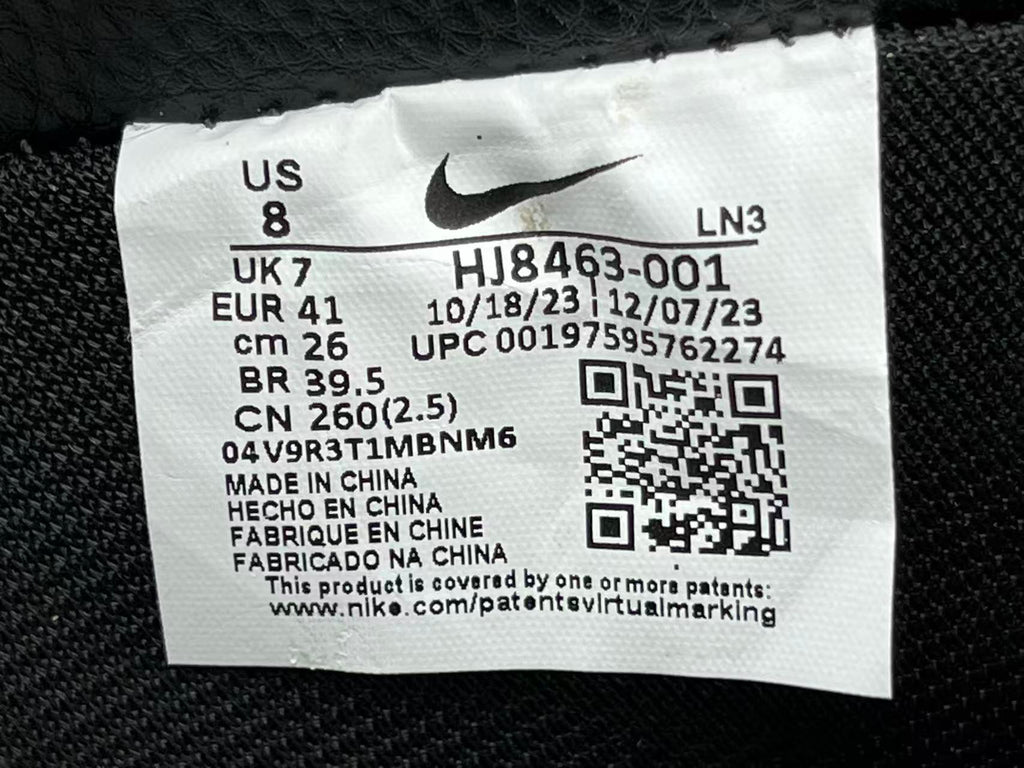 US
8
LN3
UK 7
HJ8463-001
EUR 41
10/18/23 | 12/07/23
cm 26
UPC 00197595762274
BR 39.5
CN 260(2.5)
04V9R3T1MBNM6
MADE IN CHINA
HECHO EN CHINA
FABRIQUE EN CHINE
FABRICADO NA CHINA
This product is covered by one or more patents:
www.nike.com/patentsvirtualmarking